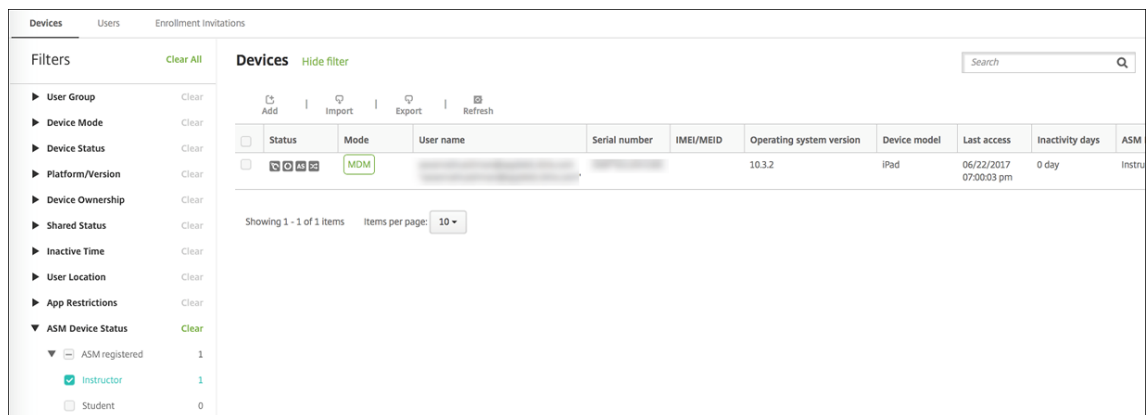 Devices Users Enrollment Invitations
Filters Clear All
User Group Clear
Device Mode Clear
Device Status Clear
Platform/Version Clear
Device Ownership Clear
Shared Status Clear
Inactive Time Clear
User Location Clear
App Restrictions Clear
ASM Device Status Clear
ASM registered 1
Instructor 1
Student 0
Devices Hide filter
Search
Add | Import | Export | Refresh
Status Mode User name Serial number IMEI/MEID Operating system version Device model Last access Inactivity days ASM
AS MDM 10.3.2 iPad 06/22/2017 0 day Instru
07:00:03 pm
Showing 1 - 1 of 1 items Items per page: 10